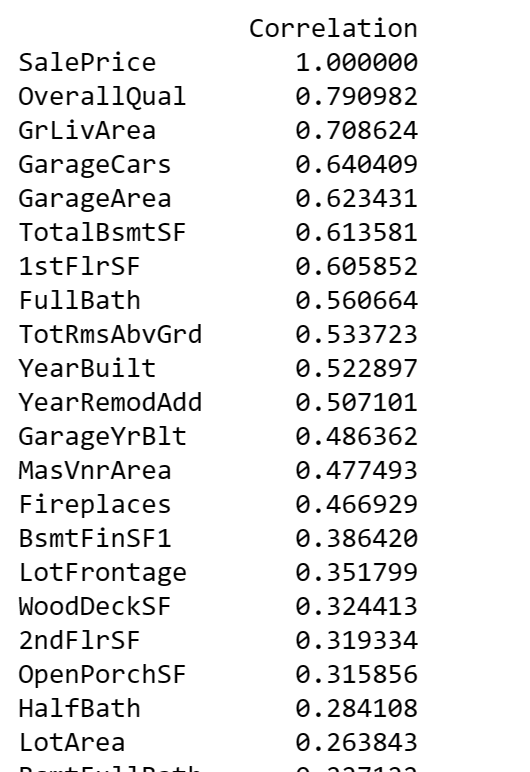 Correlation
SalePrice 1.000000
OverallQual 0.790982
GrLivArea 0.708624
GarageCars 0.640409
GarageArea 0.623431
TotalBsmtSF 0.613581
1stFlrSF 0.605852
FullBath 0.560664
TotRmsAbvGrd 0.533723
YearBuilt 0.522897
YearRemodAdd 0.507101
GarageYrBlt 0.486362
MasVnrArea 0.477493
Fireplaces 0.466929
BsmtFinSF1 0.386420
LotFrontage 0.351799
WoodDeckSF 0.324413
2ndFlrSF 0.319334
OpenPorchSF 0.315856
HalfBath 0.284108
LotArea 0.263843